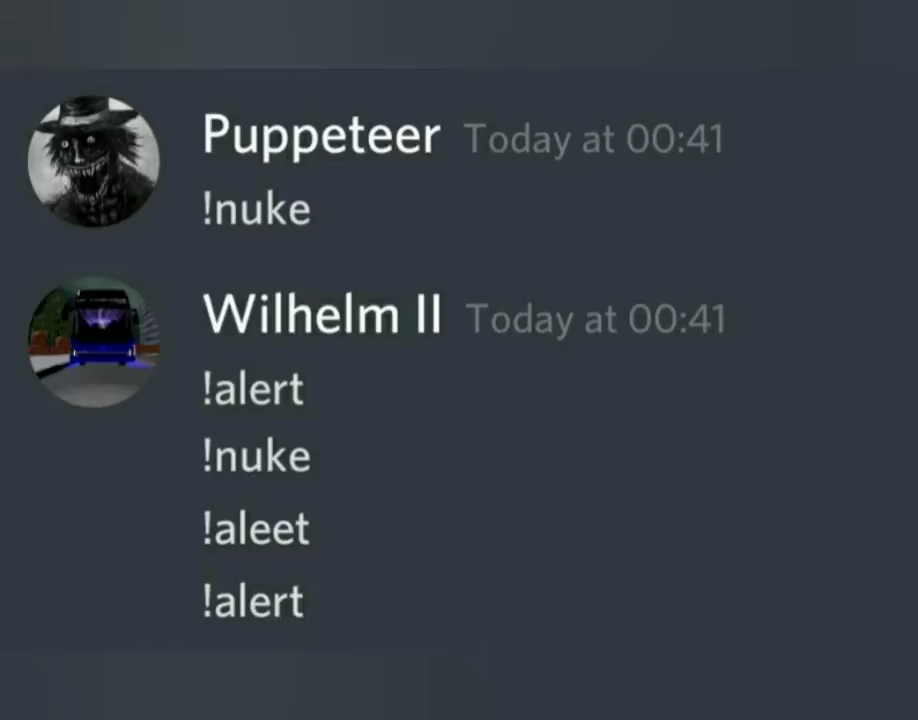 Puppeteer Today at 00:41
!nuke
Wilhelm II Today at 00:41
!alert
!nuke
!aleet
!alert